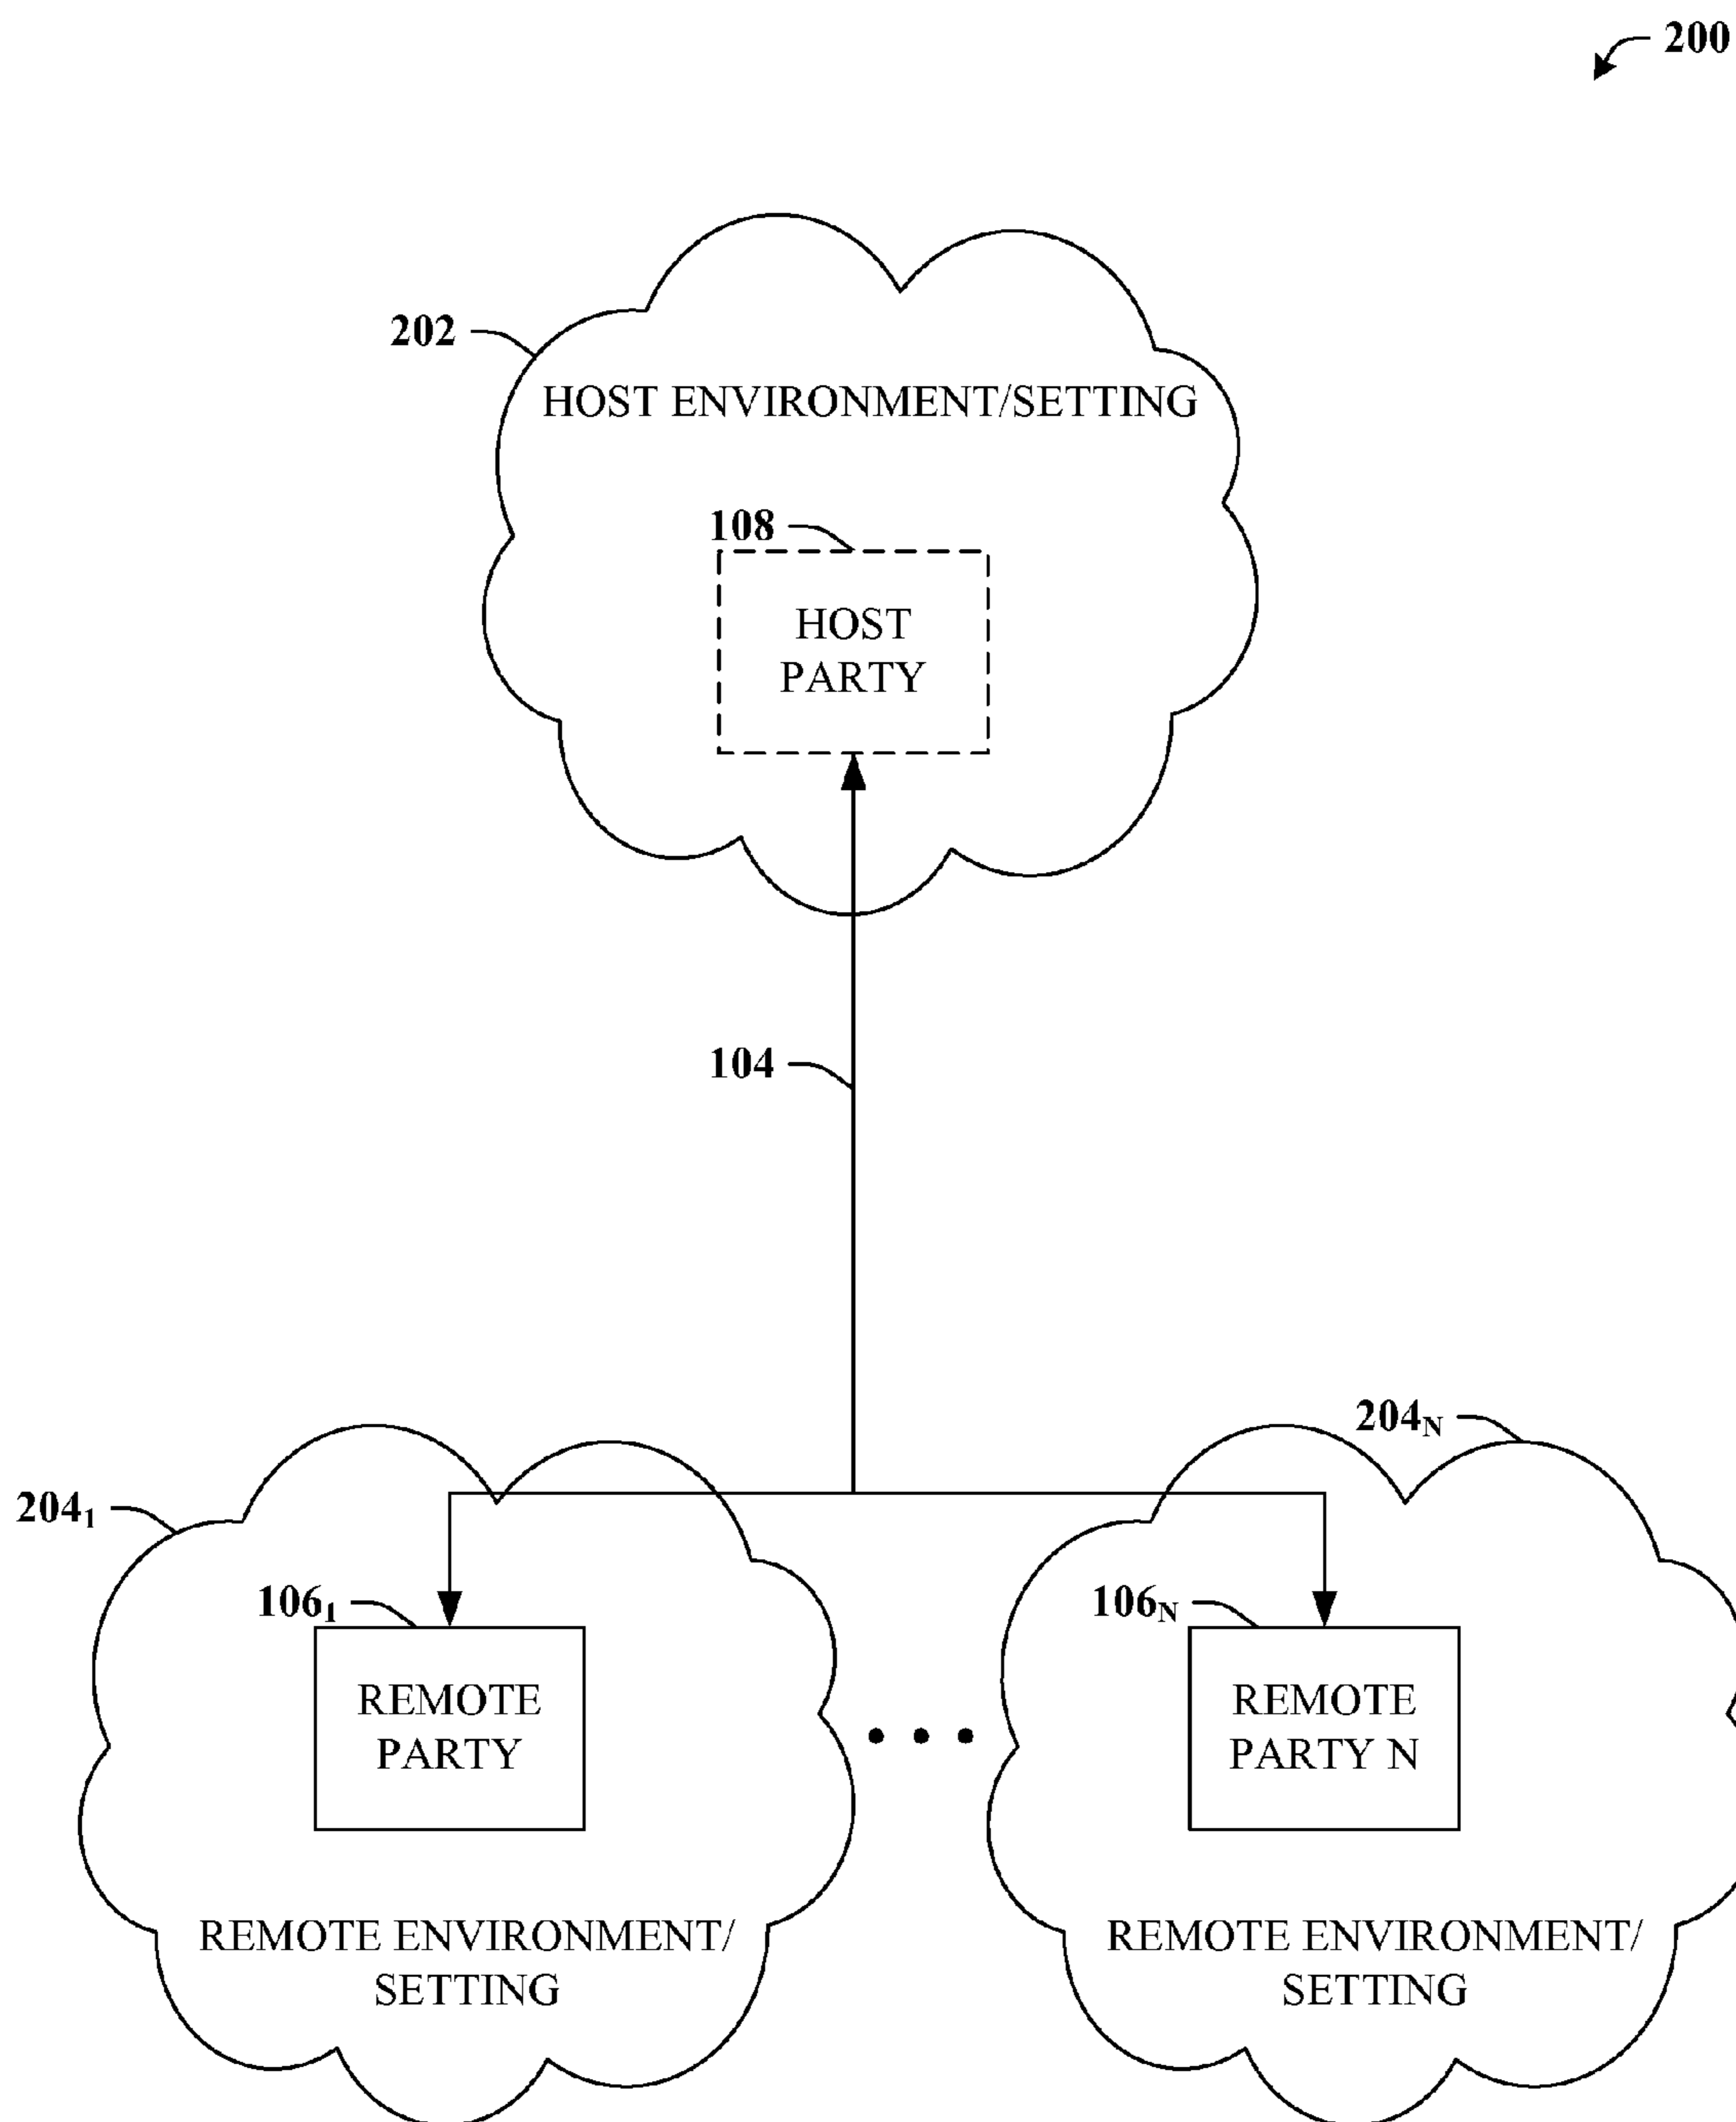 200
202
HOST ENVIRONMENT/SETTING
108
HOST
PARTY
104
204₁
204N
106₁
REMOTE
PARTY
106N
REMOTE
PARTY N
REMOTE ENVIRONMENT/
SETTING
REMOTE ENVIRONMENT/
SETTING